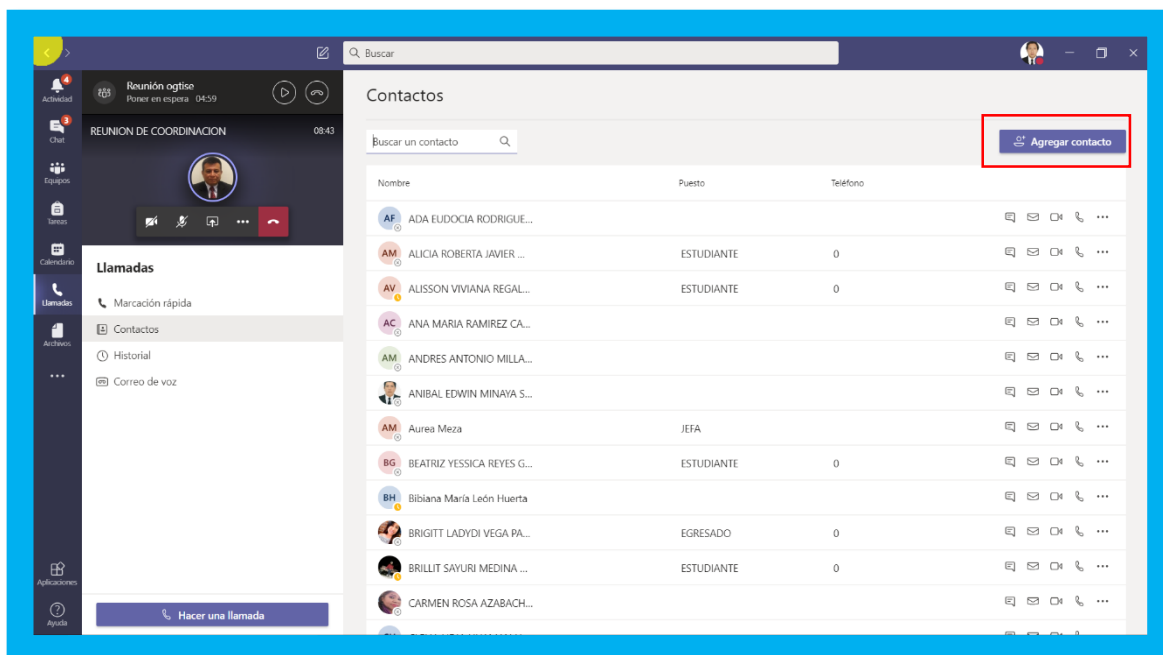 Buscar
4
Actividad
3
Chat
Equipos
Tareas
Calendario
Llamadas
Archivos
Aplicaciones
Ayuda
Reunión ogtise
Poner en espera 04:59
REUNION DE COORDINACION 08:43
Llamadas
Marcación rápida
Contactos
Historial
Correo de voz
Hacer una llamada
Contactos
Buscar un contacto
Agregar contacto
Nombre Puesto Teléfono
AF ADA EUDOCIA RODRIGUE...
AM ALICIA ROBERTA JAVIER ... ESTUDIANTE 0
AV ALISSON VIVIANA REGAL... ESTUDIANTE 0
AC ANA MARIA RAMIREZ CA...
AM ANDRES ANTONIO MILLA...
ANIBAL EDWIN MINAYA S...
AM Aurea Meza JEFA
BG BEATRIZ YESSICA REYES G... ESTUDIANTE 0
BH Bibiana María León Huerta
BRIGITT LADYDI VEGA PA... EGRESADO 0
BRILLIT SAYURI MEDINA ... ESTUDIANTE 0
CARMEN ROSA AZABACH...